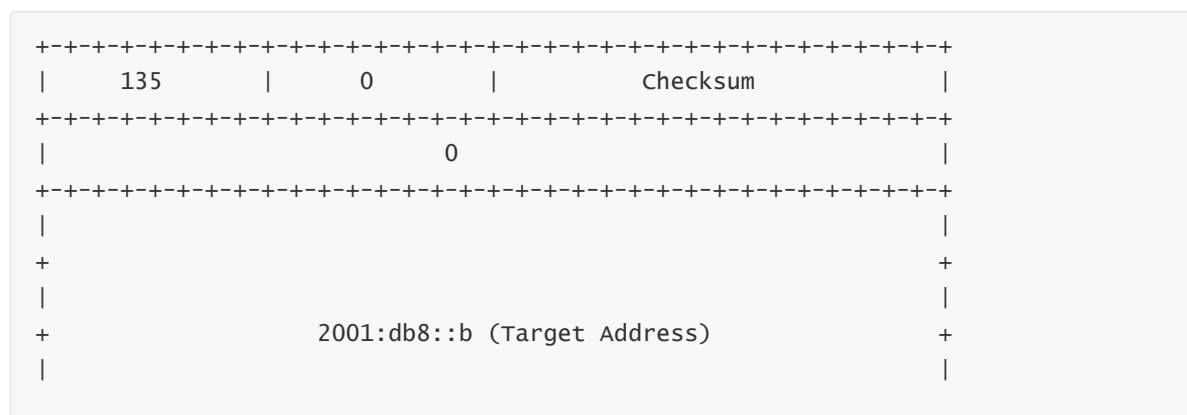 +-+-+-+-+-+-+-+-+-+-+-+-+-+-+-+-+-+-+-+-+-+-+-+-+-+-+-+-+-+-+-+-+
|     135       |      0        |          Checksum             |
+-+-+-+-+-+-+-+-+-+-+-+-+-+-+-+-+-+-+-+-+-+-+-+-+-+-+-+-+-+-+-+-+
|                            0                                  |
+-+-+-+-+-+-+-+-+-+-+-+-+-+-+-+-+-+-+-+-+-+-+-+-+-+-+-+-+-+-+-+-+
|                                                               |
+                                                               +
|                                                               |
+                   2001:db8::b (Target Address)                +
|                                                               |